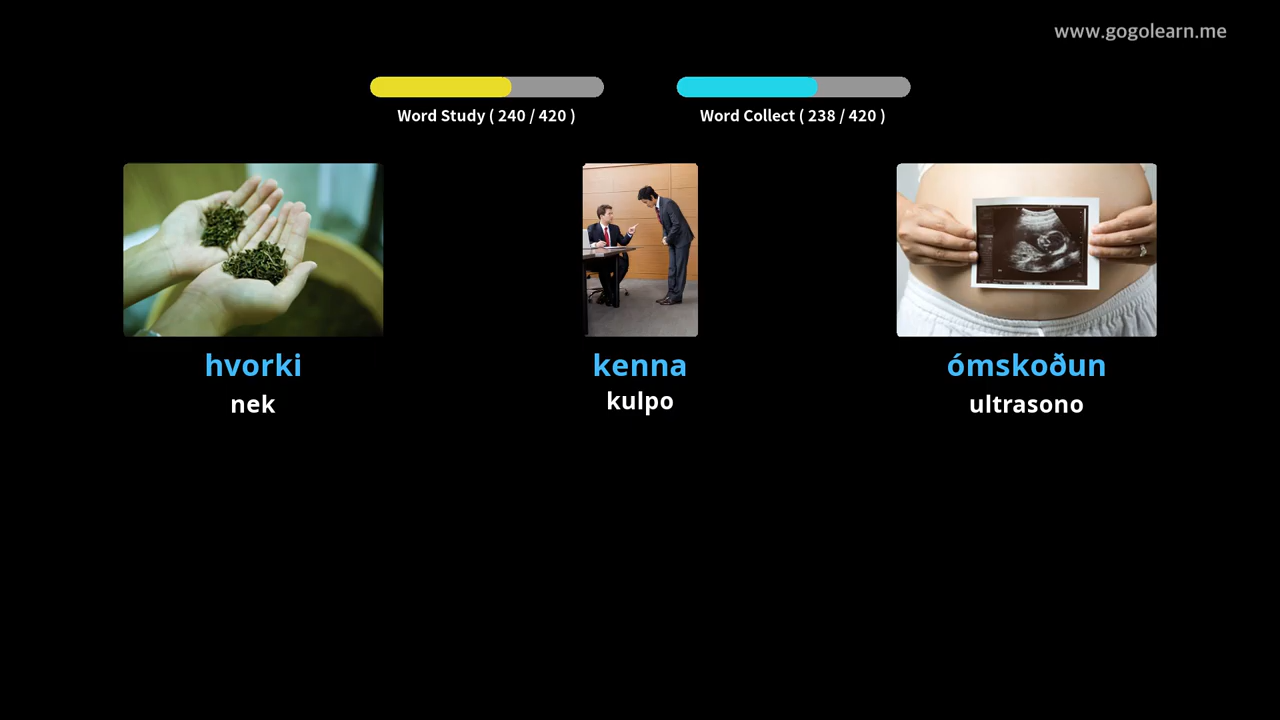 www.gogolearn.me
Word Study ( 240 / 420 )
Word Collect ( 238 / 420 )
hvorki
nek
kenna
kulpo
ómskoðun
ultrasono